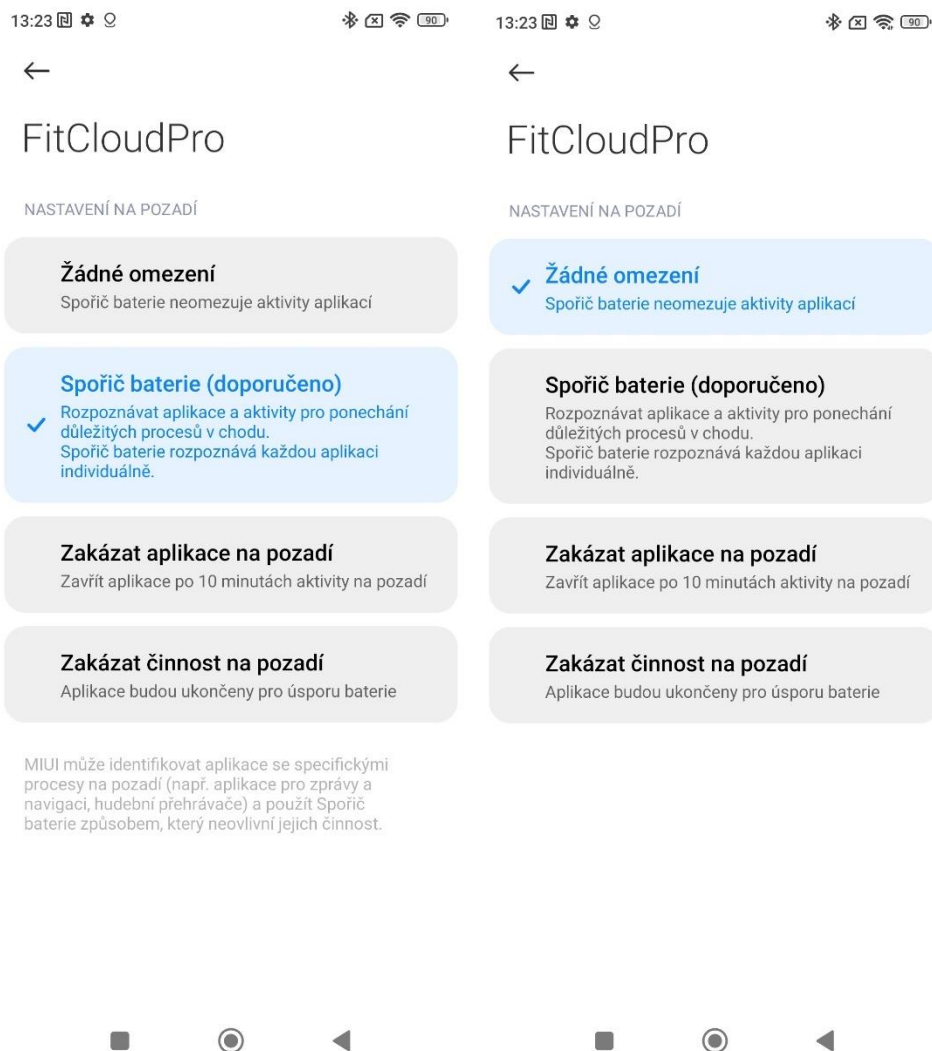 13:23
90
FitCloudPro
NASTAVENÍ NA POZADÍ
Žádné omezení
Spořič baterie neomezuje aktivity aplikací
Spořič baterie (doporučeno)
Rozpoznávat aplikace a aktivity pro ponechání
důležitých procesů v chodu.
Spořič baterie rozpoznává každou aplikaci
individuálně.
Zakázat aplikace na pozadí
Zavřít aplikace po 10 minutách aktivity na pozadí
Zakázat činnost na pozadí
Aplikace budou ukončeny pro úsporu baterie
MIUI může identifikovat aplikace se specifickými
procesy na pozadí (např. aplikace pro zprávy a
navigaci, hudební přehrávače) a použít Spořič
baterie způsobem, který neovlivní jejich činnost.
13:23
90
FitCloudPro
NASTAVENÍ NA POZADÍ
Žádné omezení
Spořič baterie neomezuje aktivity aplikací
Spořič baterie (doporučeno)
Rozpoznávat aplikace a aktivity pro ponechání
důležitých procesů v chodu.
Spořič baterie rozpoznává každou aplikaci
individuálně.
Zakázat aplikace na pozadí
Zavřít aplikace po 10 minutách aktivity na pozadí
Zakázat činnost na pozadí
Aplikace budou ukončeny pro úsporu baterie